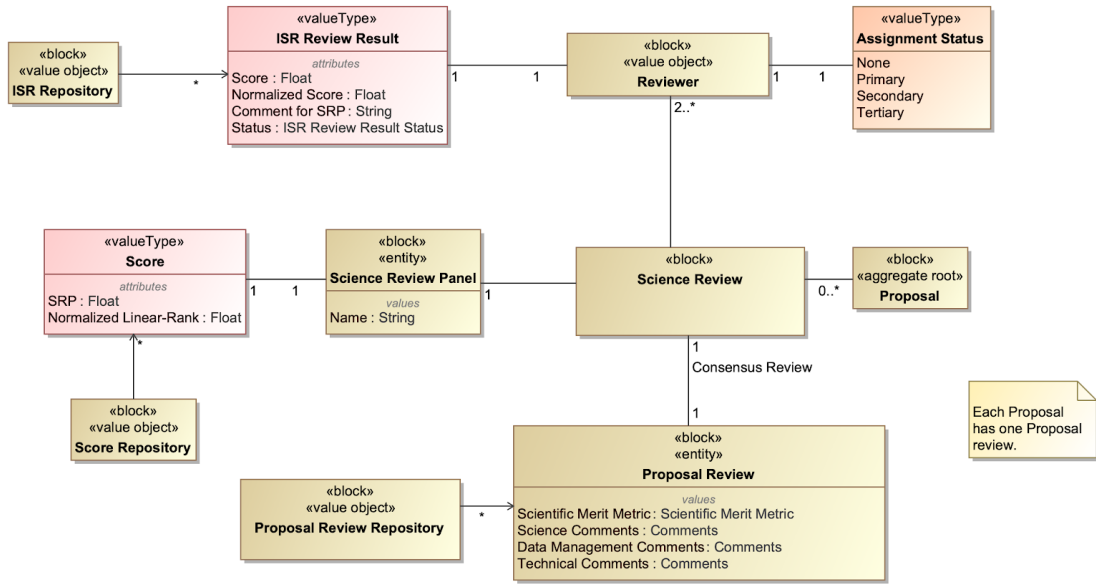 «block»
«value object»
ISR Repository
*
«valueType»
ISR Review Result
attributes
Score : Float
Normalized Score : Float
Comment for SRP : String
Status : ISR Review Result Status
1
1
«block»
«value object»
Reviewer
1
1
2..*
«valueType»
Assignment Status
None
Primary
Secondary
Tertiary
«valueType»
Score
attributes
SRP : Float
Normalized Linear-Rank : Float
1
1
*
«block»
«entity»
Science Review Panel
values
Name : String
1
«block»
Science Review
0..*
«block»
«aggregate root»
Proposal
1
Consensus Review
1
«block»
«value object»
Score Repository
Each Proposal
has one Proposal
review.
«block»
«value object»
Proposal Review Repository
*
«block»
«entity»
Proposal Review
values
Scientific Merit Metric : Scientific Merit Metric
Science Comments : Comments
Data Management Comments : Comments
Technical Comments : Comments